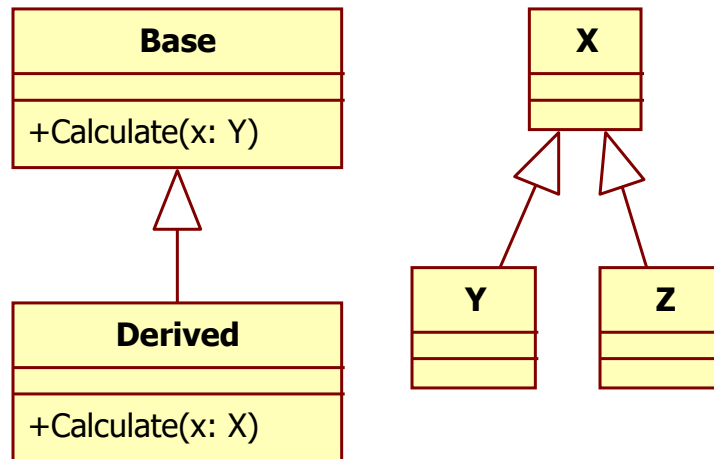 Base
+Calculate(x: Y)
Derived
+Calculate(x: X)
X
Y
Z